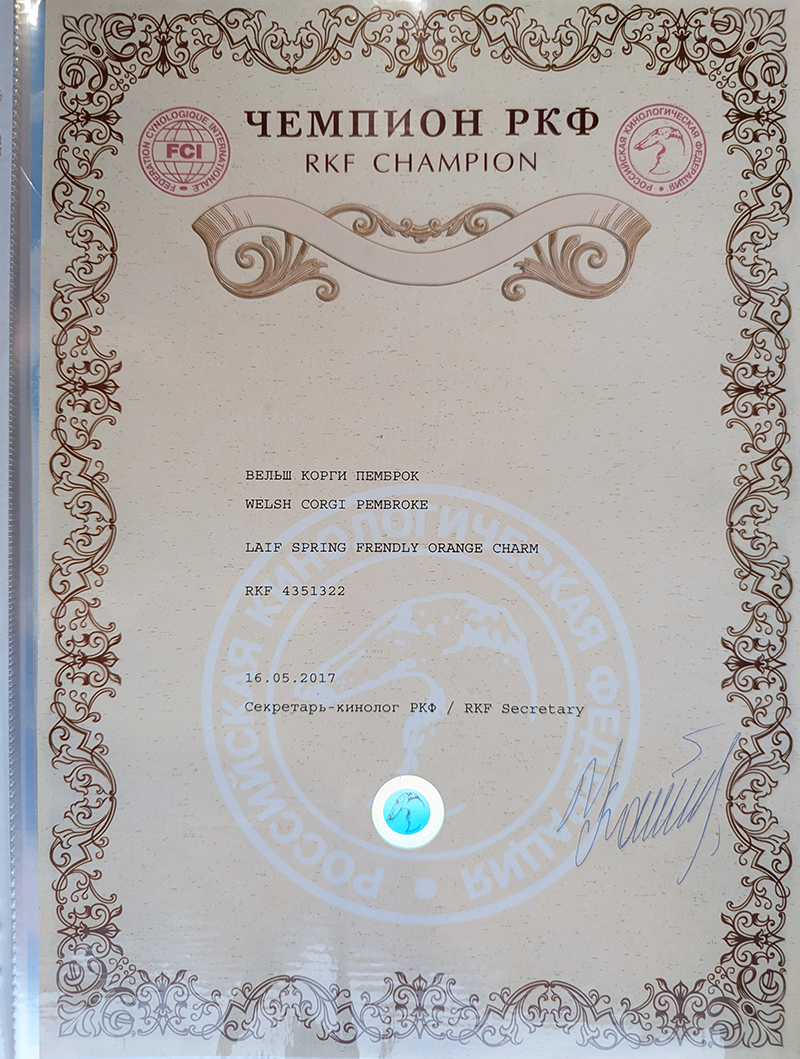 ЧЕМПИОН РКФ
RKF CHAMPION
FEDERATION CYNOLOGIQUE INTERNATIONALE
FCI
РОССИЙСКАЯ КИНОЛОГИЧЕСКАЯ ФЕДЕРАЦИЯ
ВЕЛЬШ КОРГИ ПЕМБРОК
WELSH CORGI PEMBROKE
LAIF SPRING FRENDLY ORANGE CHARM
RKF 4351322
16.05.2017
Секретарь-кинолог РКФ / RKF Secretary
РОССИЙСКАЯ КИНОЛОГИЧЕСКАЯ ФЕДЕРАЦИЯ